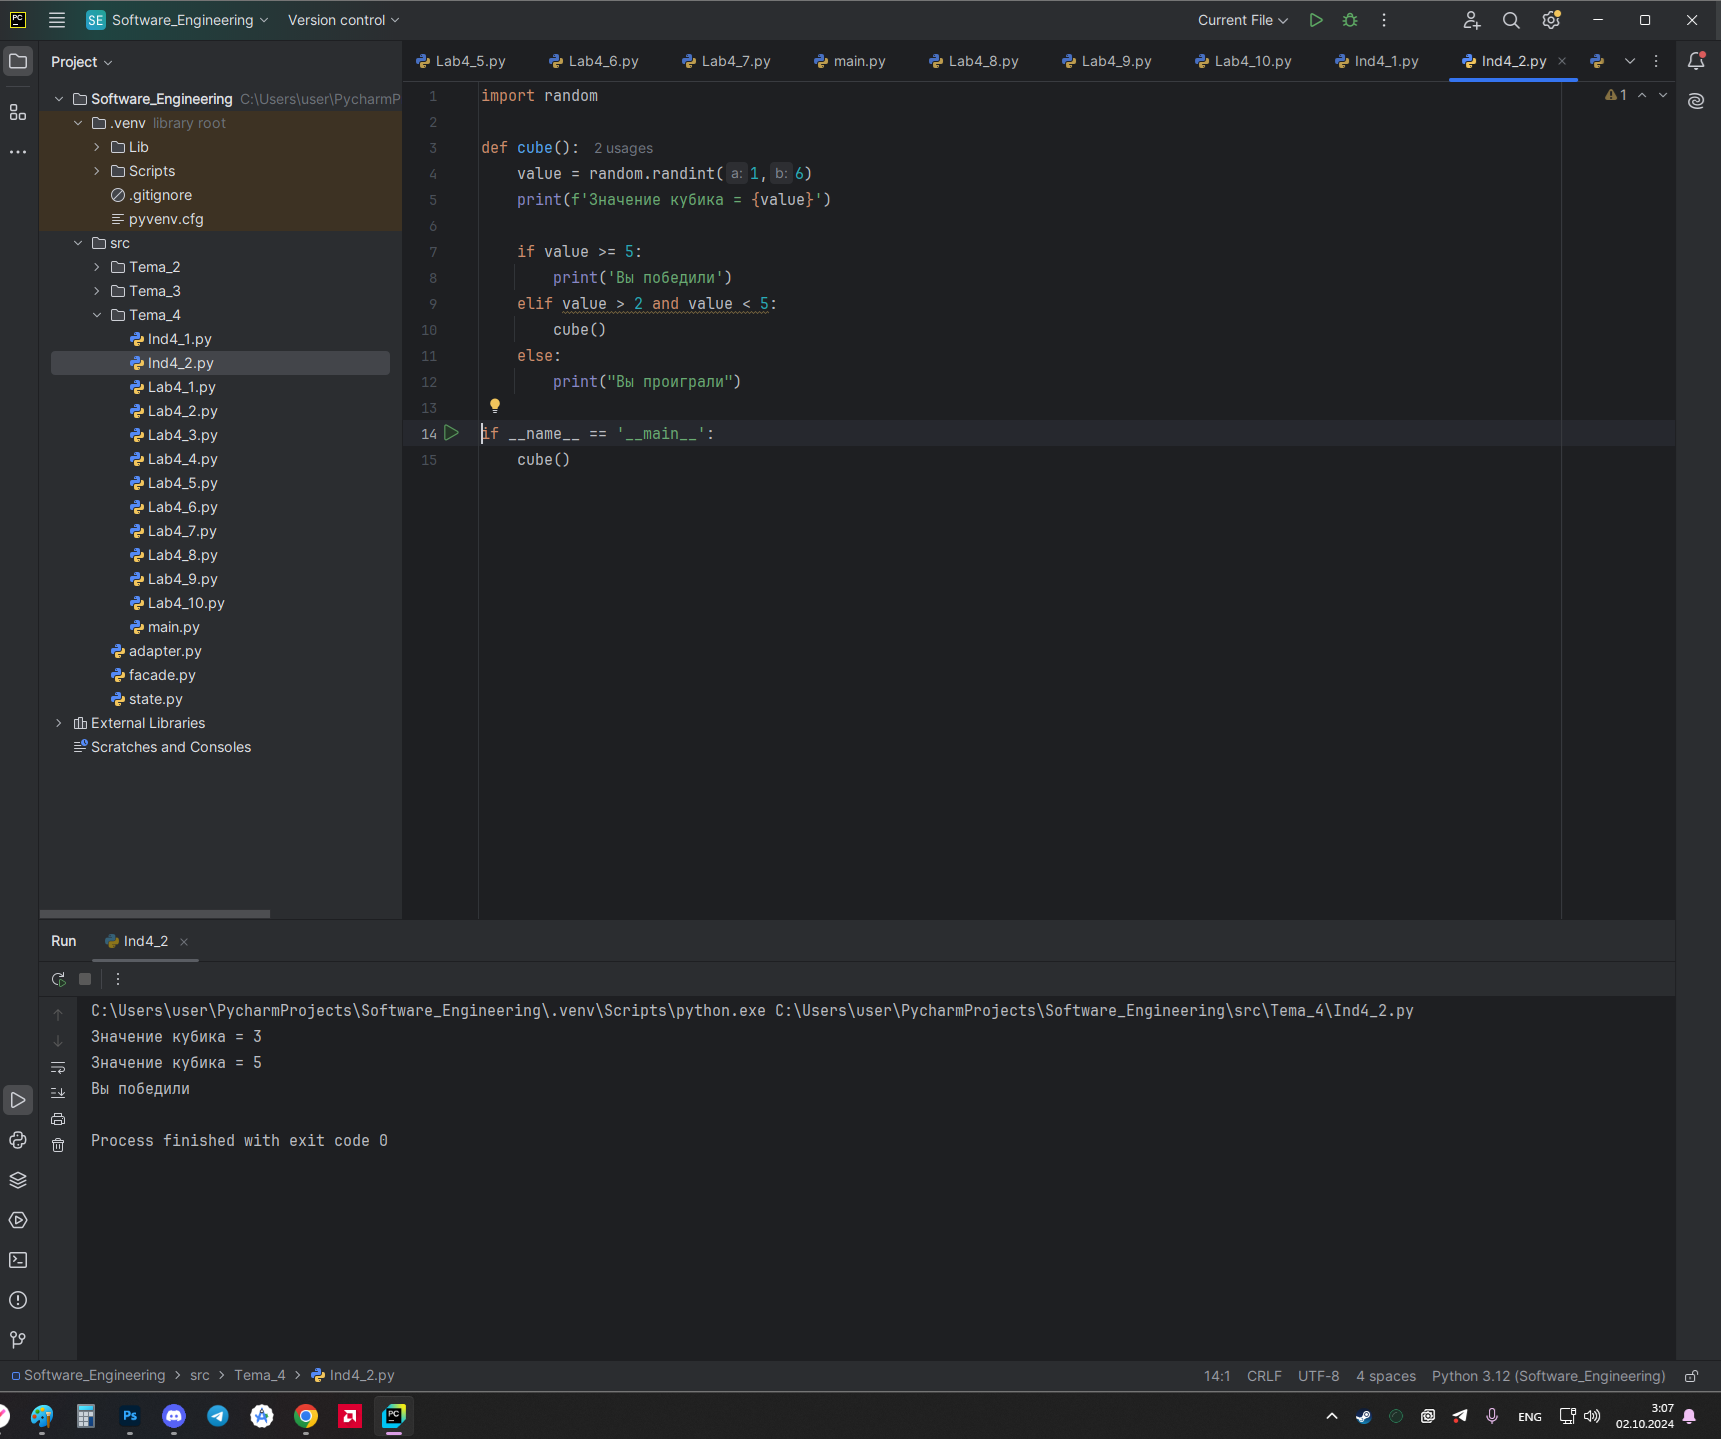 PC
SE Software_Engineering Version control Current File
Project
Lab4_5.py Lab4_6.py Lab4_7.py main.py Lab4_8.py Lab4_9.py Lab4_10.py Ind4_1.py Ind4_2.py
Software_Engineering C:\Users\user\PycharmP
.venv library root
Lib
Scripts
.gitignore
pyvenv.cfg
src
Tema_2
Tema_3
Tema_4
Ind4_1.py
Ind4_2.py
Lab4_1.py
Lab4_2.py
Lab4_3.py
Lab4_4.py
Lab4_5.py
Lab4_6.py
Lab4_7.py
Lab4_8.py
Lab4_9.py
Lab4_10.py
main.py
adapter.py
facade.py
state.py
External Libraries
Scratches and Consoles
1 import random
2
3 def cube(): 2 usages
4 value = random.randint( a: 1, b: 6)
5 print(f'Значение кубика = {value}')
6
7 if value >= 5:
8 print('Вы победили')
9 elif value > 2 and value < 5:
10 cube()
11 else:
12 print("Вы проиграли")
13
14 if __name__ == '__main__':
15 cube()
1
Run Ind4_2
C:\Users\user\PycharmProjects\Software_Engineering\.venv\Scripts\python.exe C:\Users\user\PycharmProjects\Software_Engineering\src\Tema_4\Ind4_2.py
Значение кубика = 3
Значение кубика = 5
Вы победили
Process finished with exit code 0
Software_Engineering > src > Tema_4 > Ind4_2.py 14:1 CRLF UTF-8 4 spaces Python 3.12 (Software_Engineering)
Ps PC ENG 3:07
02.10.2024